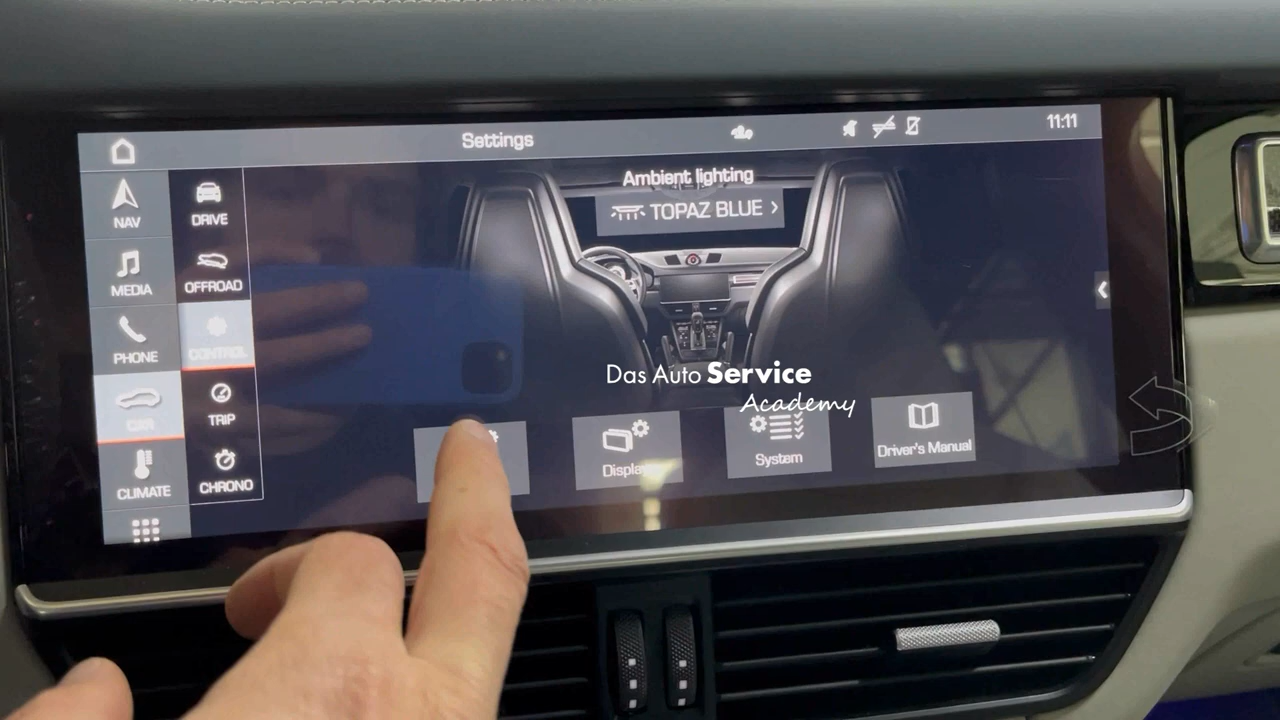 Settings
11:11
NAV
MEDIA
PHONE
CAR
CLIMATE
DRIVE
OFFROAD
CONTROL
TRIP
CHRONO
Ambient lighting
TOPAZ BLUE
Das Auto Service
Academy
Display
System
Driver's Manual